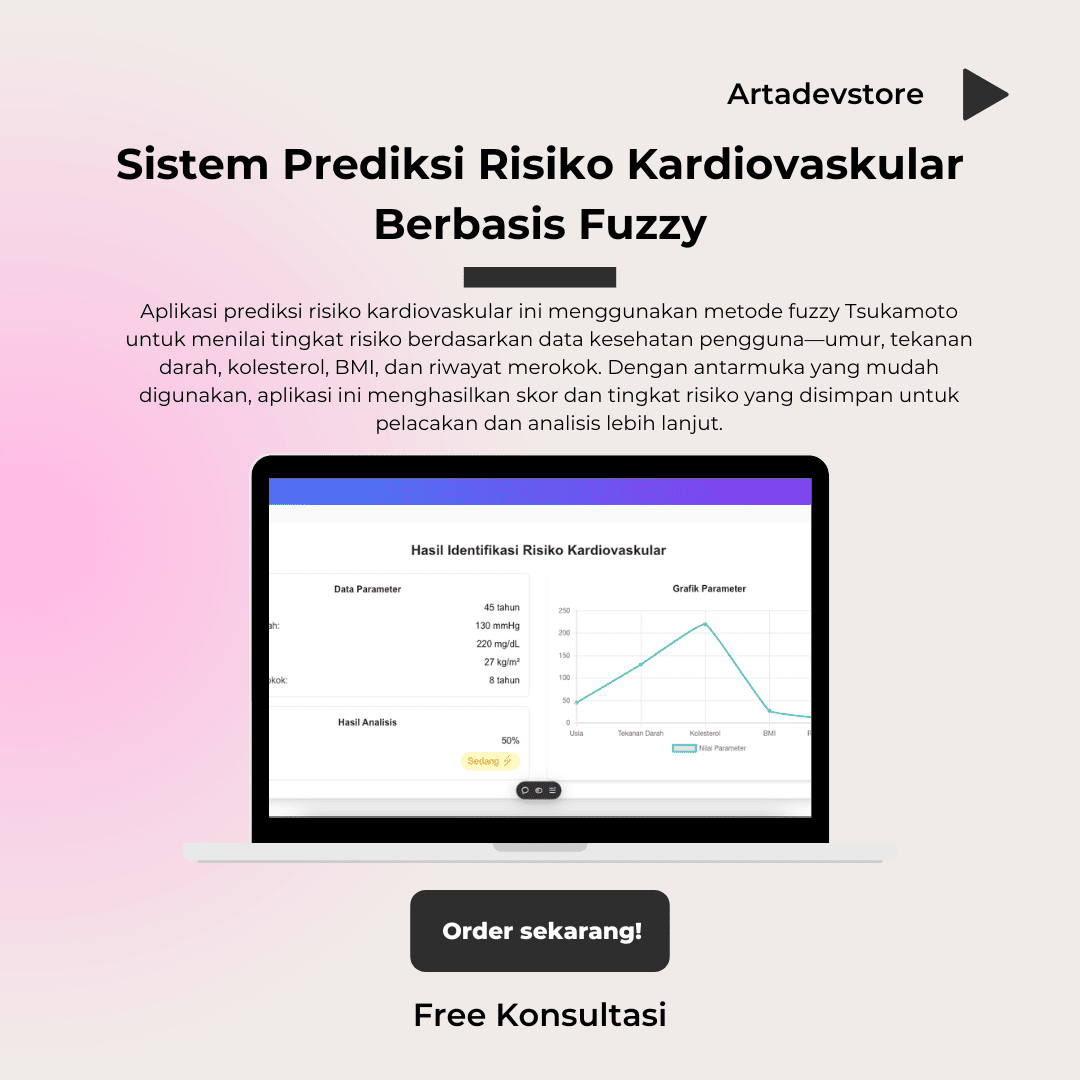 Artadevstore
Sistem Prediksi Risiko Kardiovaskular
Berbasis Fuzzy
Aplikasi prediksi risiko kardiovaskular ini menggunakan metode fuzzy Tsukamoto
untuk menilai tingkat risiko berdasarkan data kesehatan pengguna—umur, tekanan
darah, kolesterol, BMI, dan riwayat merokok. Dengan antarmuka yang mudah
digunakan, aplikasi ini menghasilkan skor dan tingkat risiko yang disimpan untuk
pelacakan dan analisis lebih lanjut.
Hasil Identifikasi Risiko Kardiovaskular
Data Parameter
45 tahun
ah: 130 mmHg
220 mg/dL
27 kg/m²
okok: 8 tahun
Hasil Analisis
50%
Sedang ⚡
Grafik Parameter
250
200
150
100
50
0
Usia Tekanan Darah Kolesterol BMI
Nilai Parameter
Order sekarang!
Free Konsultasi